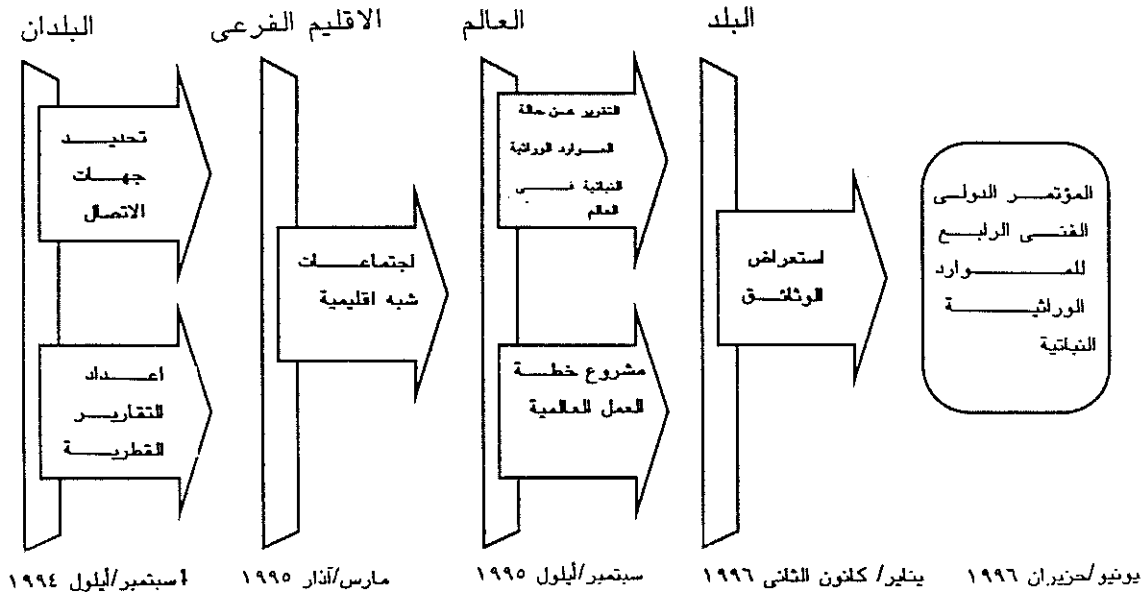 البلدان
الاقليم الفرعى
العالم
البلد
تحديد
جهات
الاتصال
اعداد
التقارير
القطرية
اجتماعات
شبه اقليمية
التقرير عن حالة
الموارد الوراثية
النباتية فى
العالم
مشروع خطة
العمل العالمية
استعراض
الوثائق
المؤتمر الدولى
الفنى الرابع
للموارد
الوراثية
النباتية
سبتمبر/أيلول ١٩٩٤
مارس/آذار ١٩٩٥
سبتمبر/أيلول ١٩٩٥
يناير/ كانون الثانى ١٩٩٦
يونيو/حزيران ١٩٩٦